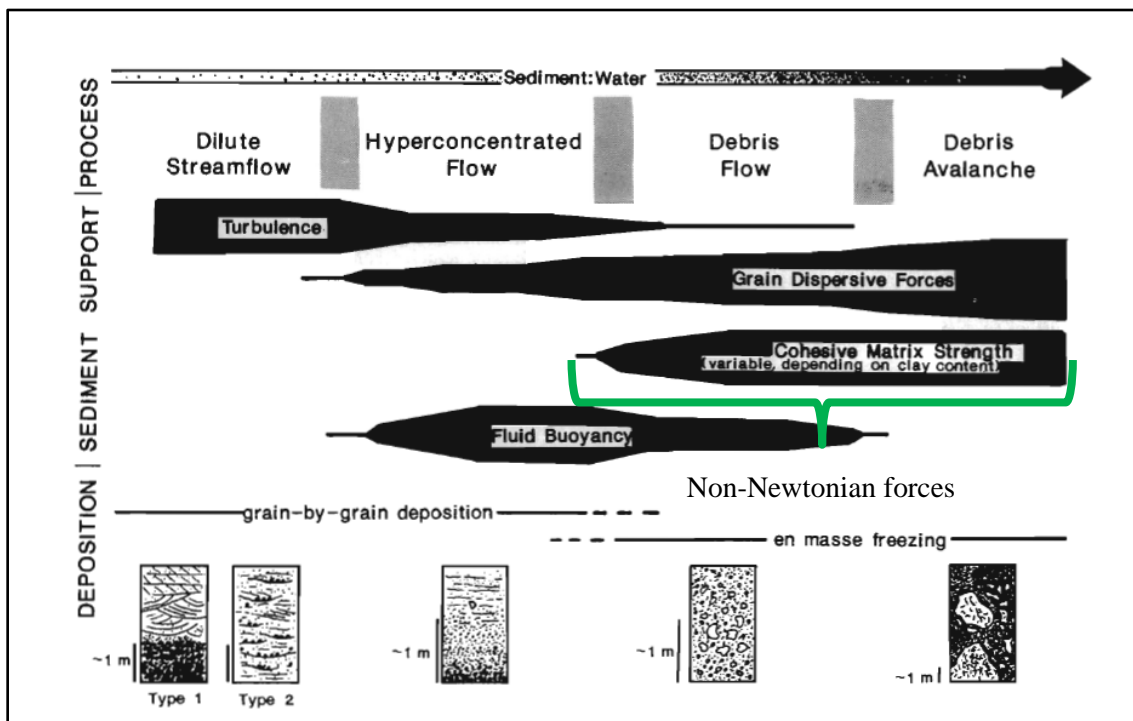 Sediment:Water
PROCESS
Dilute
Streamflow
Hyperconcentrated
Flow
Debris
Flow
Debris
Avalanche
SEDIMENT SUPPORT
Turbulence
Grain Dispersive Forces
Cohesive Matrix Strength
(variable, depending on clay content)
Fluid Buoyancy
Non-Newtonian forces
DEPOSITION
grain-by-grain deposition
en masse freezing
~1 m
Type 1
Type 2
~1 m
~1 m
~1 m